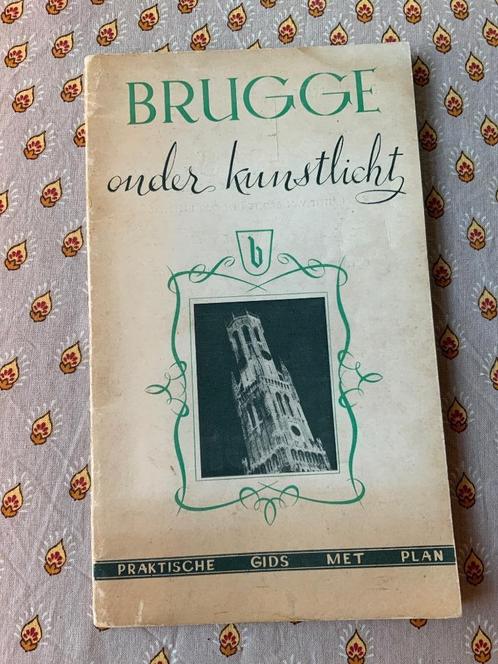 BRUGGE
onder kunstlicht
b
PRAKTISCHE GIDS MET PLAN